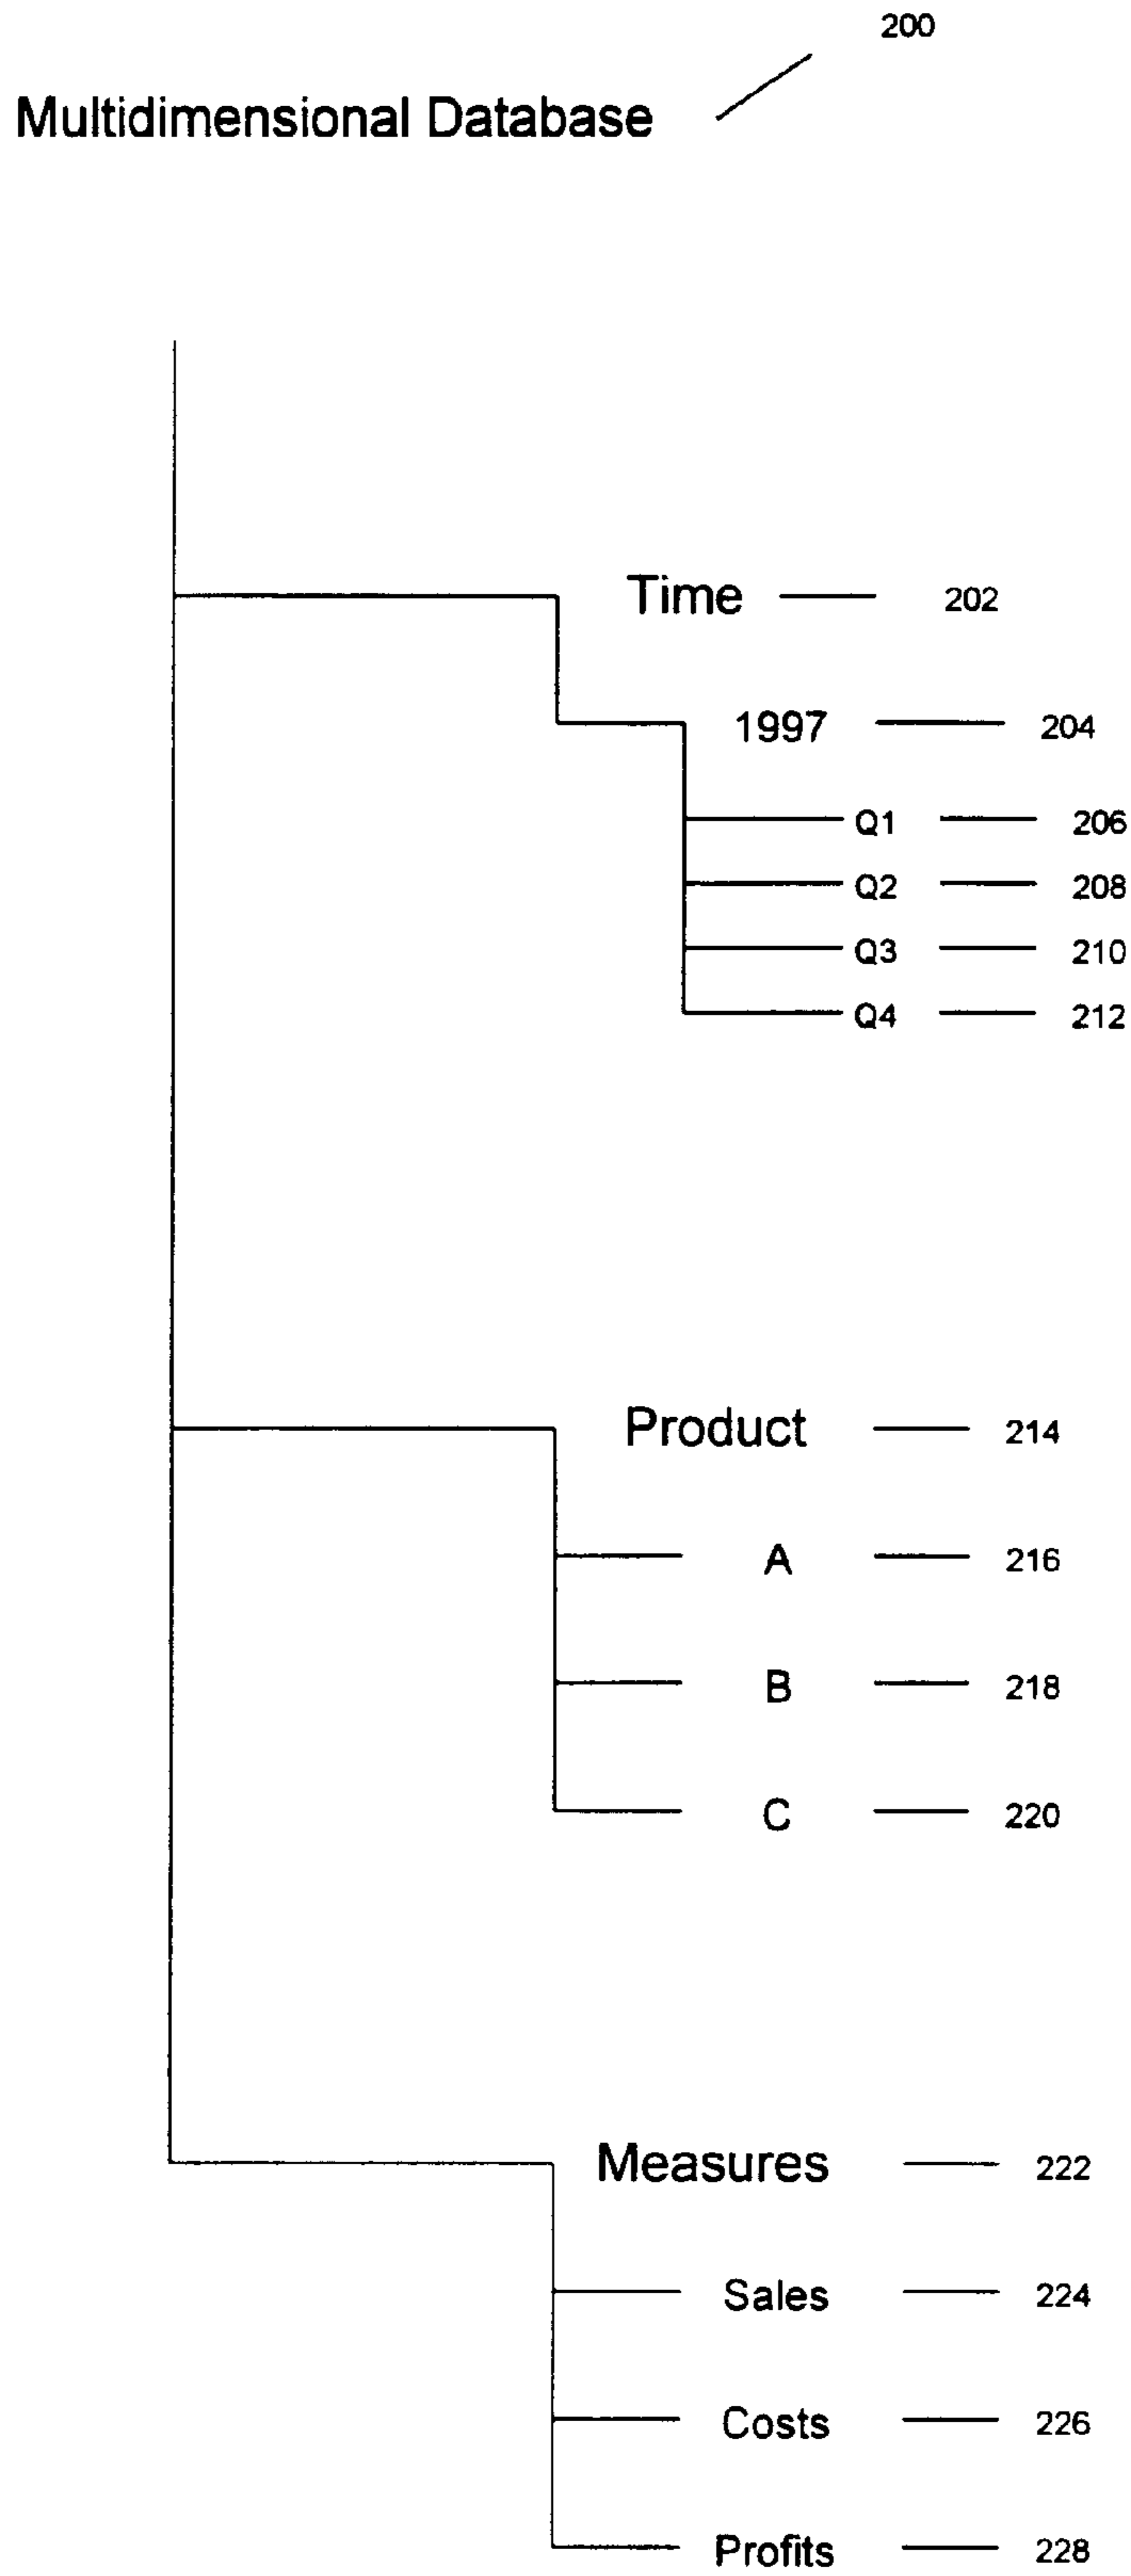 200
Multidimensional Database
Time 202
1997 204
Q1 206
Q2 208
Q3 210
Q4 212
Product 214
A 216
B 218
C 220
Measures 222
Sales 224
Costs 226
Profits 228